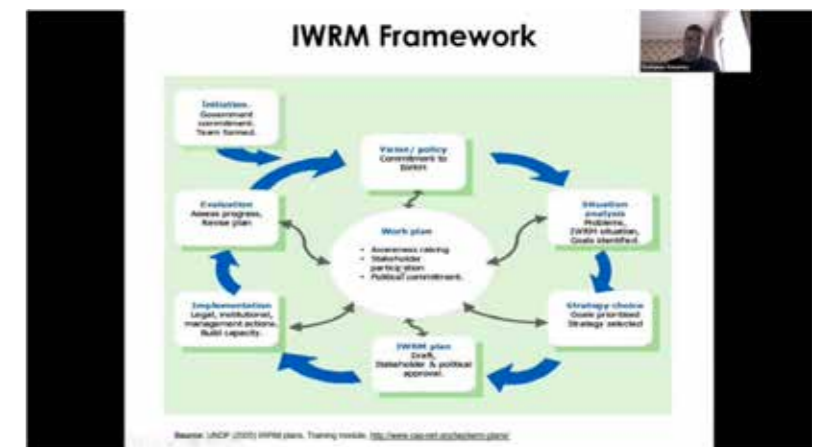 IWRM Framework
Initiation.
Government
commitment.
Team formed.
Vision/ policy
Commitment to
IWRM
Evaluation
Assess progress,
Revise plan
Situation
analysis
Problems,
IWRM situation,
Goals identified.
Work plan
• Awareness raising
• Stakeholder
participation
• Political commitment.
Implementation
Legal, institutional,
management actions.
Build capacity.
Strategy choice
Goals prioritised
Strategy selected
IWRM plan
Draft,
Stakeholder & political
approval.
Source: UNDP (2005) IWRM plans. Training module.